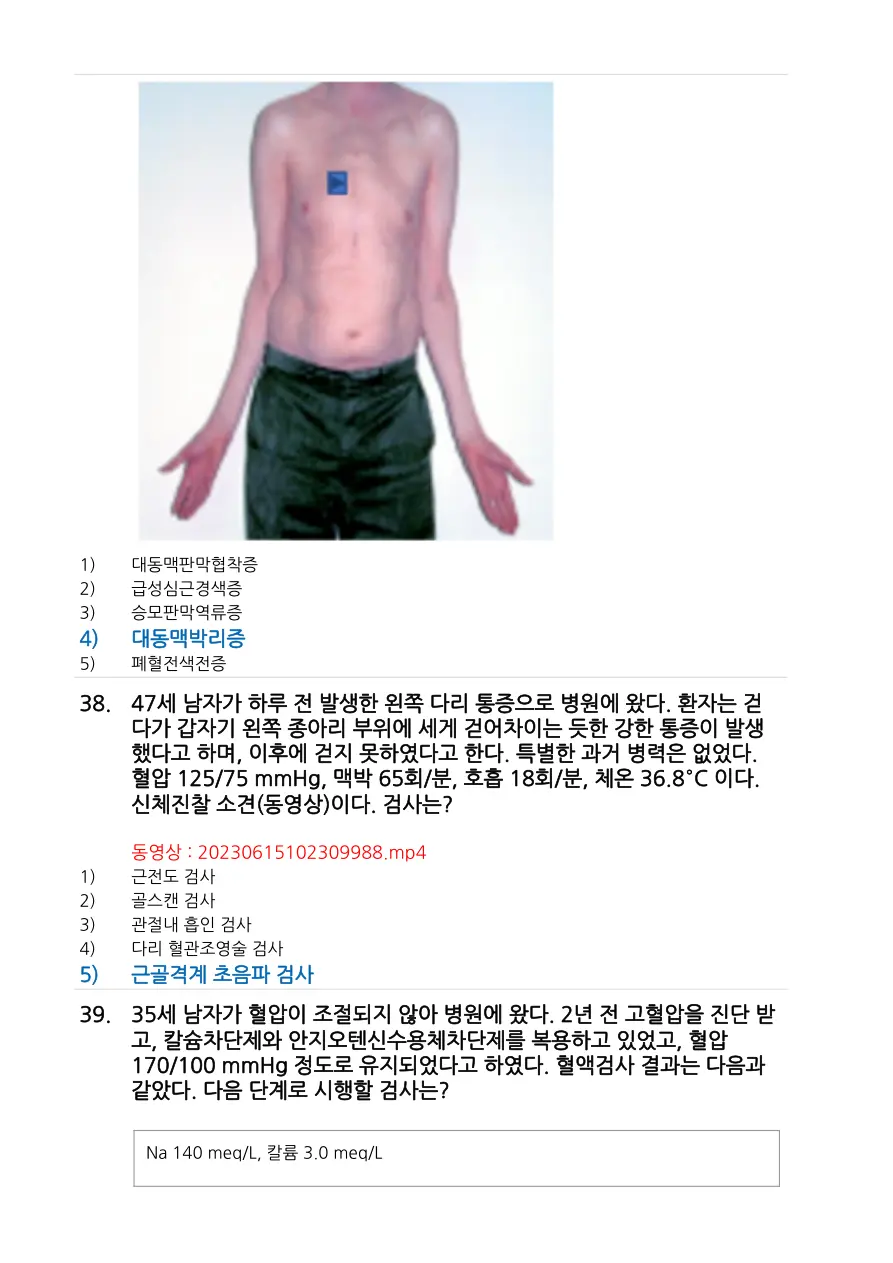 1) 대동맥판막협착증
2) 급성심근경색증
3) 승모판막역류증
4) 대동맥박리증
5) 폐혈전색전증
38. 47세 남자가 하루 전 발생한 왼쪽 다리 통증으로 병원에 왔다. 환자는 걷
다가 갑자기 왼쪽 종아리 부위에 세게 걷어차이는 듯한 강한 통증이 발생
했다고 하며, 이후에 걷지 못하였다고 한다. 특별한 과거 병력은 없었다.
혈압 125/75 mmHg, 맥박 65회/분, 호흡 18회/분, 체온 36.8°C 이다.
신체진찰 소견(동영상)이다. 검사는?
동영상 : 20230615102309988.mp4
1) 근전도 검사
2) 골스캔 검사
3) 관절내 흡인 검사
4) 다리 혈관조영술 검사
5) 근골격계 초음파 검사
39. 35세 남자가 혈압이 조절되지 않아 병원에 왔다. 2년 전 고혈압을 진단 받
고, 칼슘차단제와 안지오텐신수용체차단제를 복용하고 있었고, 혈압
170/100 mmHg 정도로 유지되었다고 하였다. 혈액검사 결과는 다음과
같았다. 다음 단계로 시행할 검사는?
Na 140 meq/L, 칼륨 3.0 meq/L